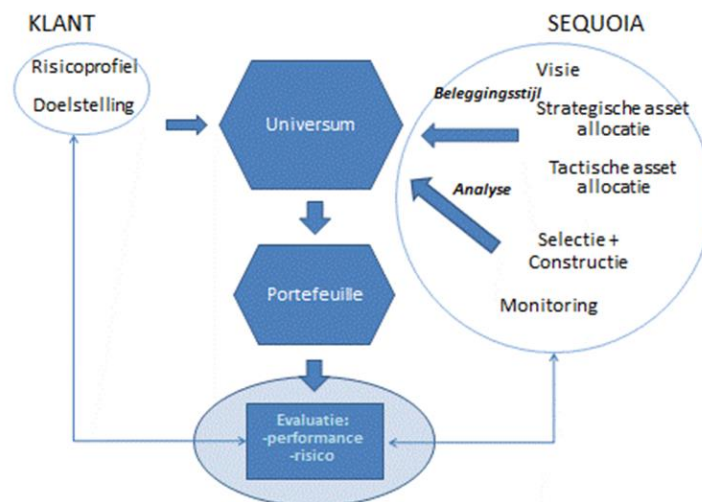 KLANT
Risicoprofiel
Doelstelling
Universum
Portefeuille
Evaluatie:
-performance
-risico
SEQUOIA
Visie
Beleggingsstijl
Strategische asset
allocatie
Tactische asset
allocatie
Analyse
Selectie +
Constructie
Monitoring